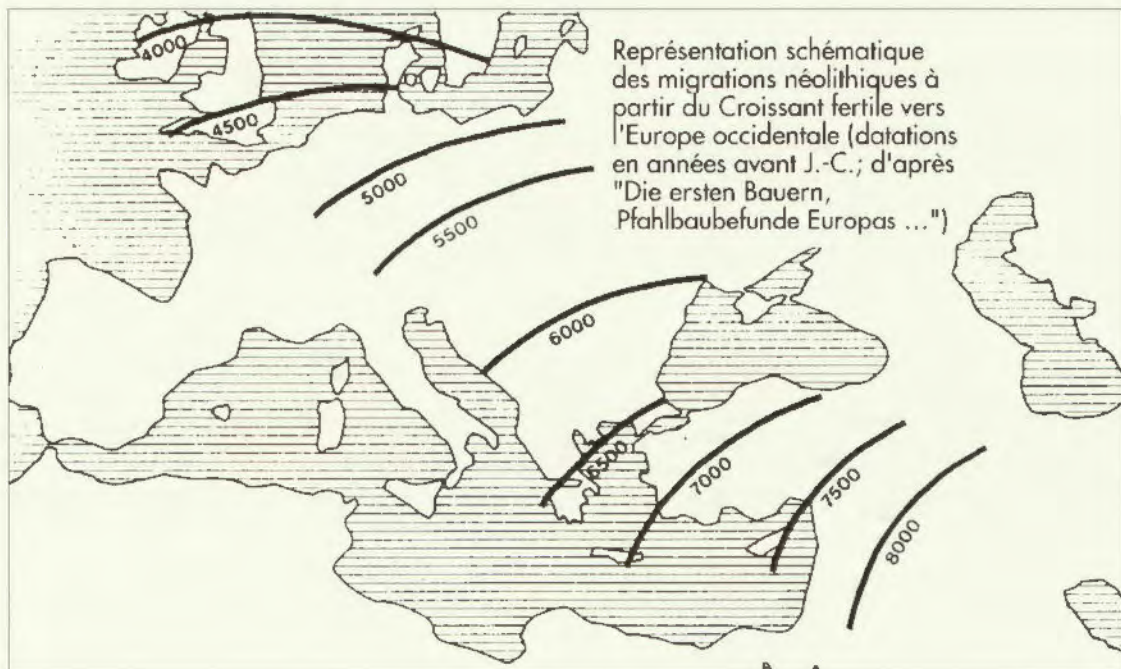 Représentation schématique
des migrations néolithiques à
partir du Croissant fertile vers
l'Europe occidentale (datations
en années avant J.-C.; d'après
"Die ersten Bauern,
Pfahlbaubefunde Europas ...")
4000
4500
5000
5500
6000
6500
7000
7500
8000